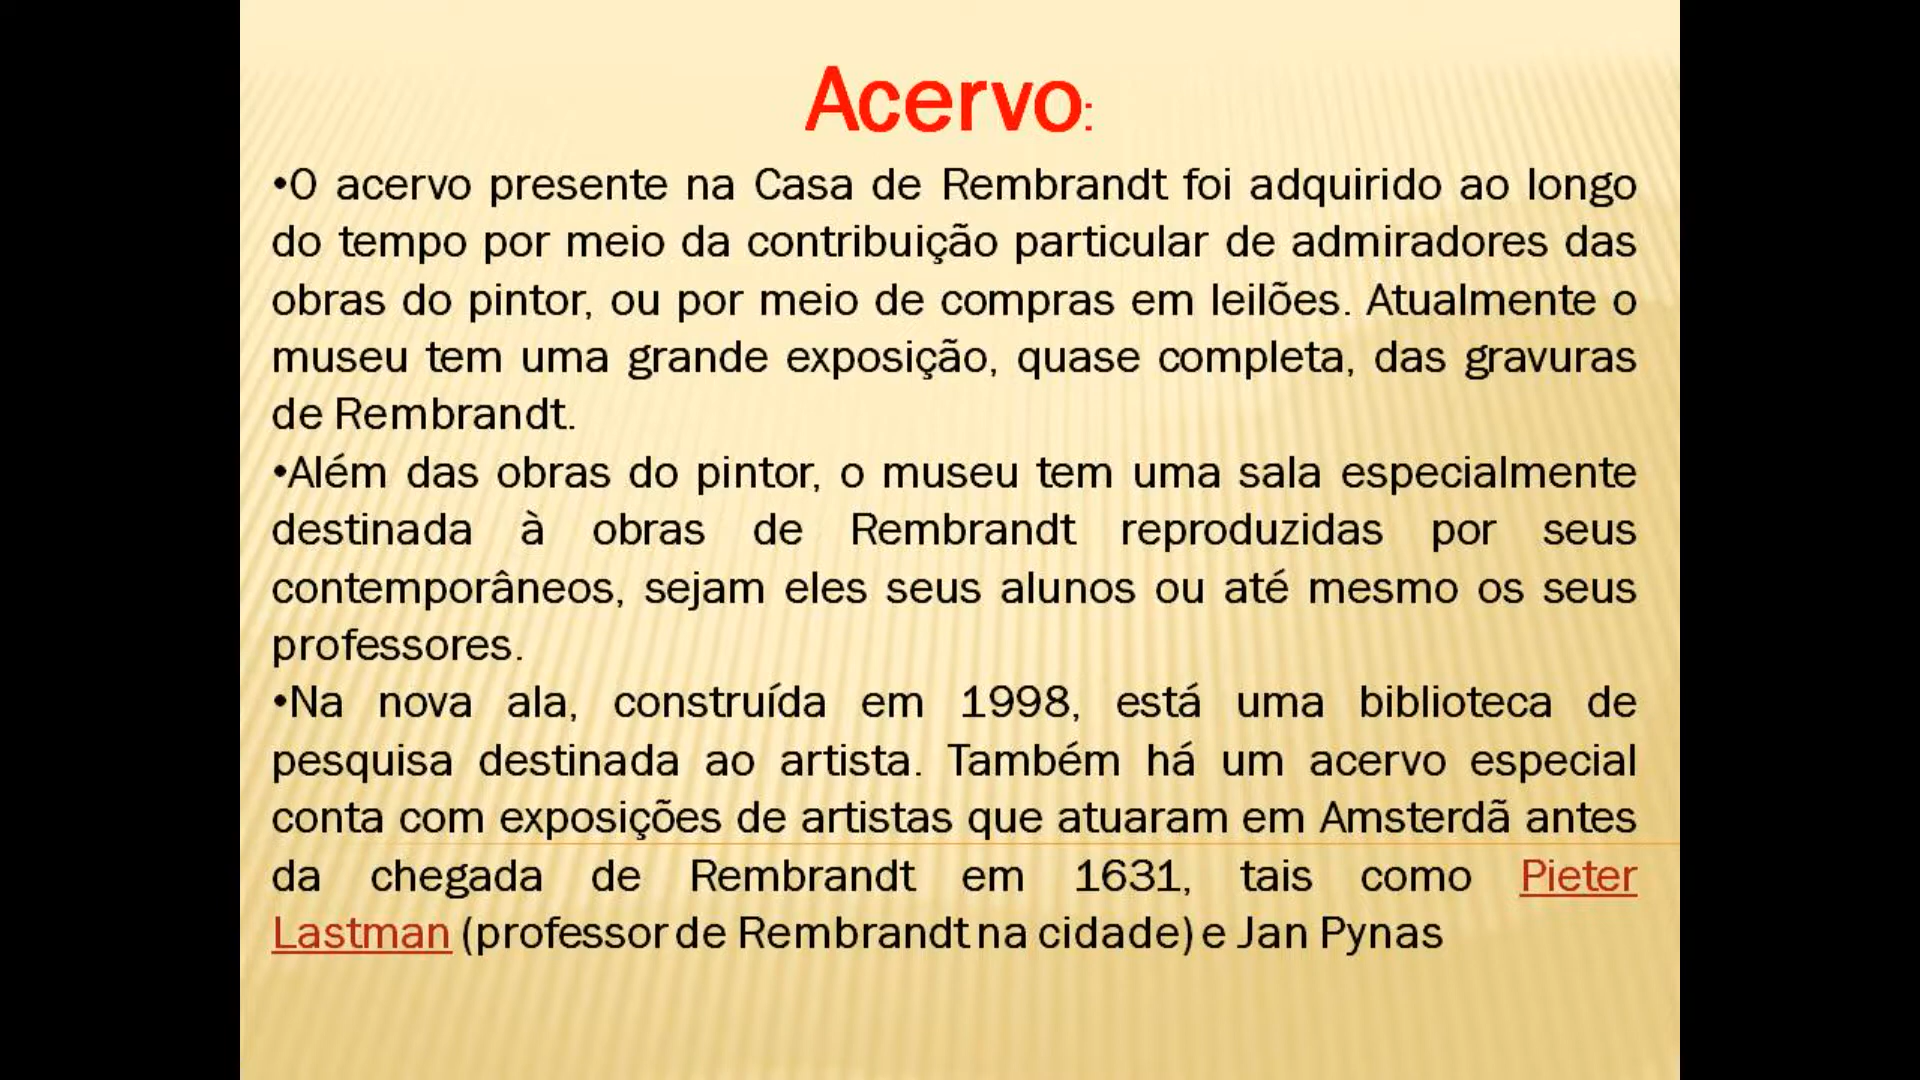 Acervo:
•O acervo presente na Casa de Rembrandt foi adquirido ao longo
do tempo por meio da contribuição particular de admiradores das
obras do pintor, ou por meio de compras em leilões. Atualmente o
museu tem uma grande exposição, quase completa, das gravuras
de Rembrandt.
•Além das obras do pintor, o museu tem uma sala especialmente
destinada à obras de Rembrandt reproduzidas por seus
contemporâneos, sejam eles seus alunos ou até mesmo os seus
professores.
•Na nova ala, construída em 1998, está uma biblioteca de
pesquisa destinada ao artista. Também há um acervo especial
conta com exposições de artistas que atuaram em Amsterdã antes
da chegada de Rembrandt em 1631, tais como Pieter
Lastman (professor de Rembrandt na cidade) e Jan Pynas